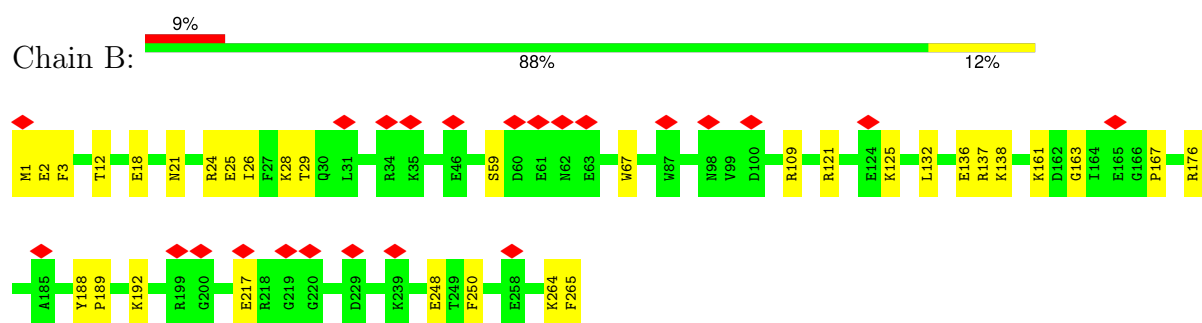 9%
Chain B:
88% 12%
M1 E2 F3 T12 E18 N21 R24 E25 I26 F27 K28 T29 Q30 L31 R34 K35 E46 S59 D60 E61 N62 E63 W67 W87 N98 V99 D100 R109 R121 E124 K125 L132 E136 R137 K138 K161 D162 G163 I164 E165 G166 P167 R176
A185 Y188 P189 K192 R199 G200 E217 R218 G219 G220 D229 K239 E248 T249 F250 E258 K264 F265